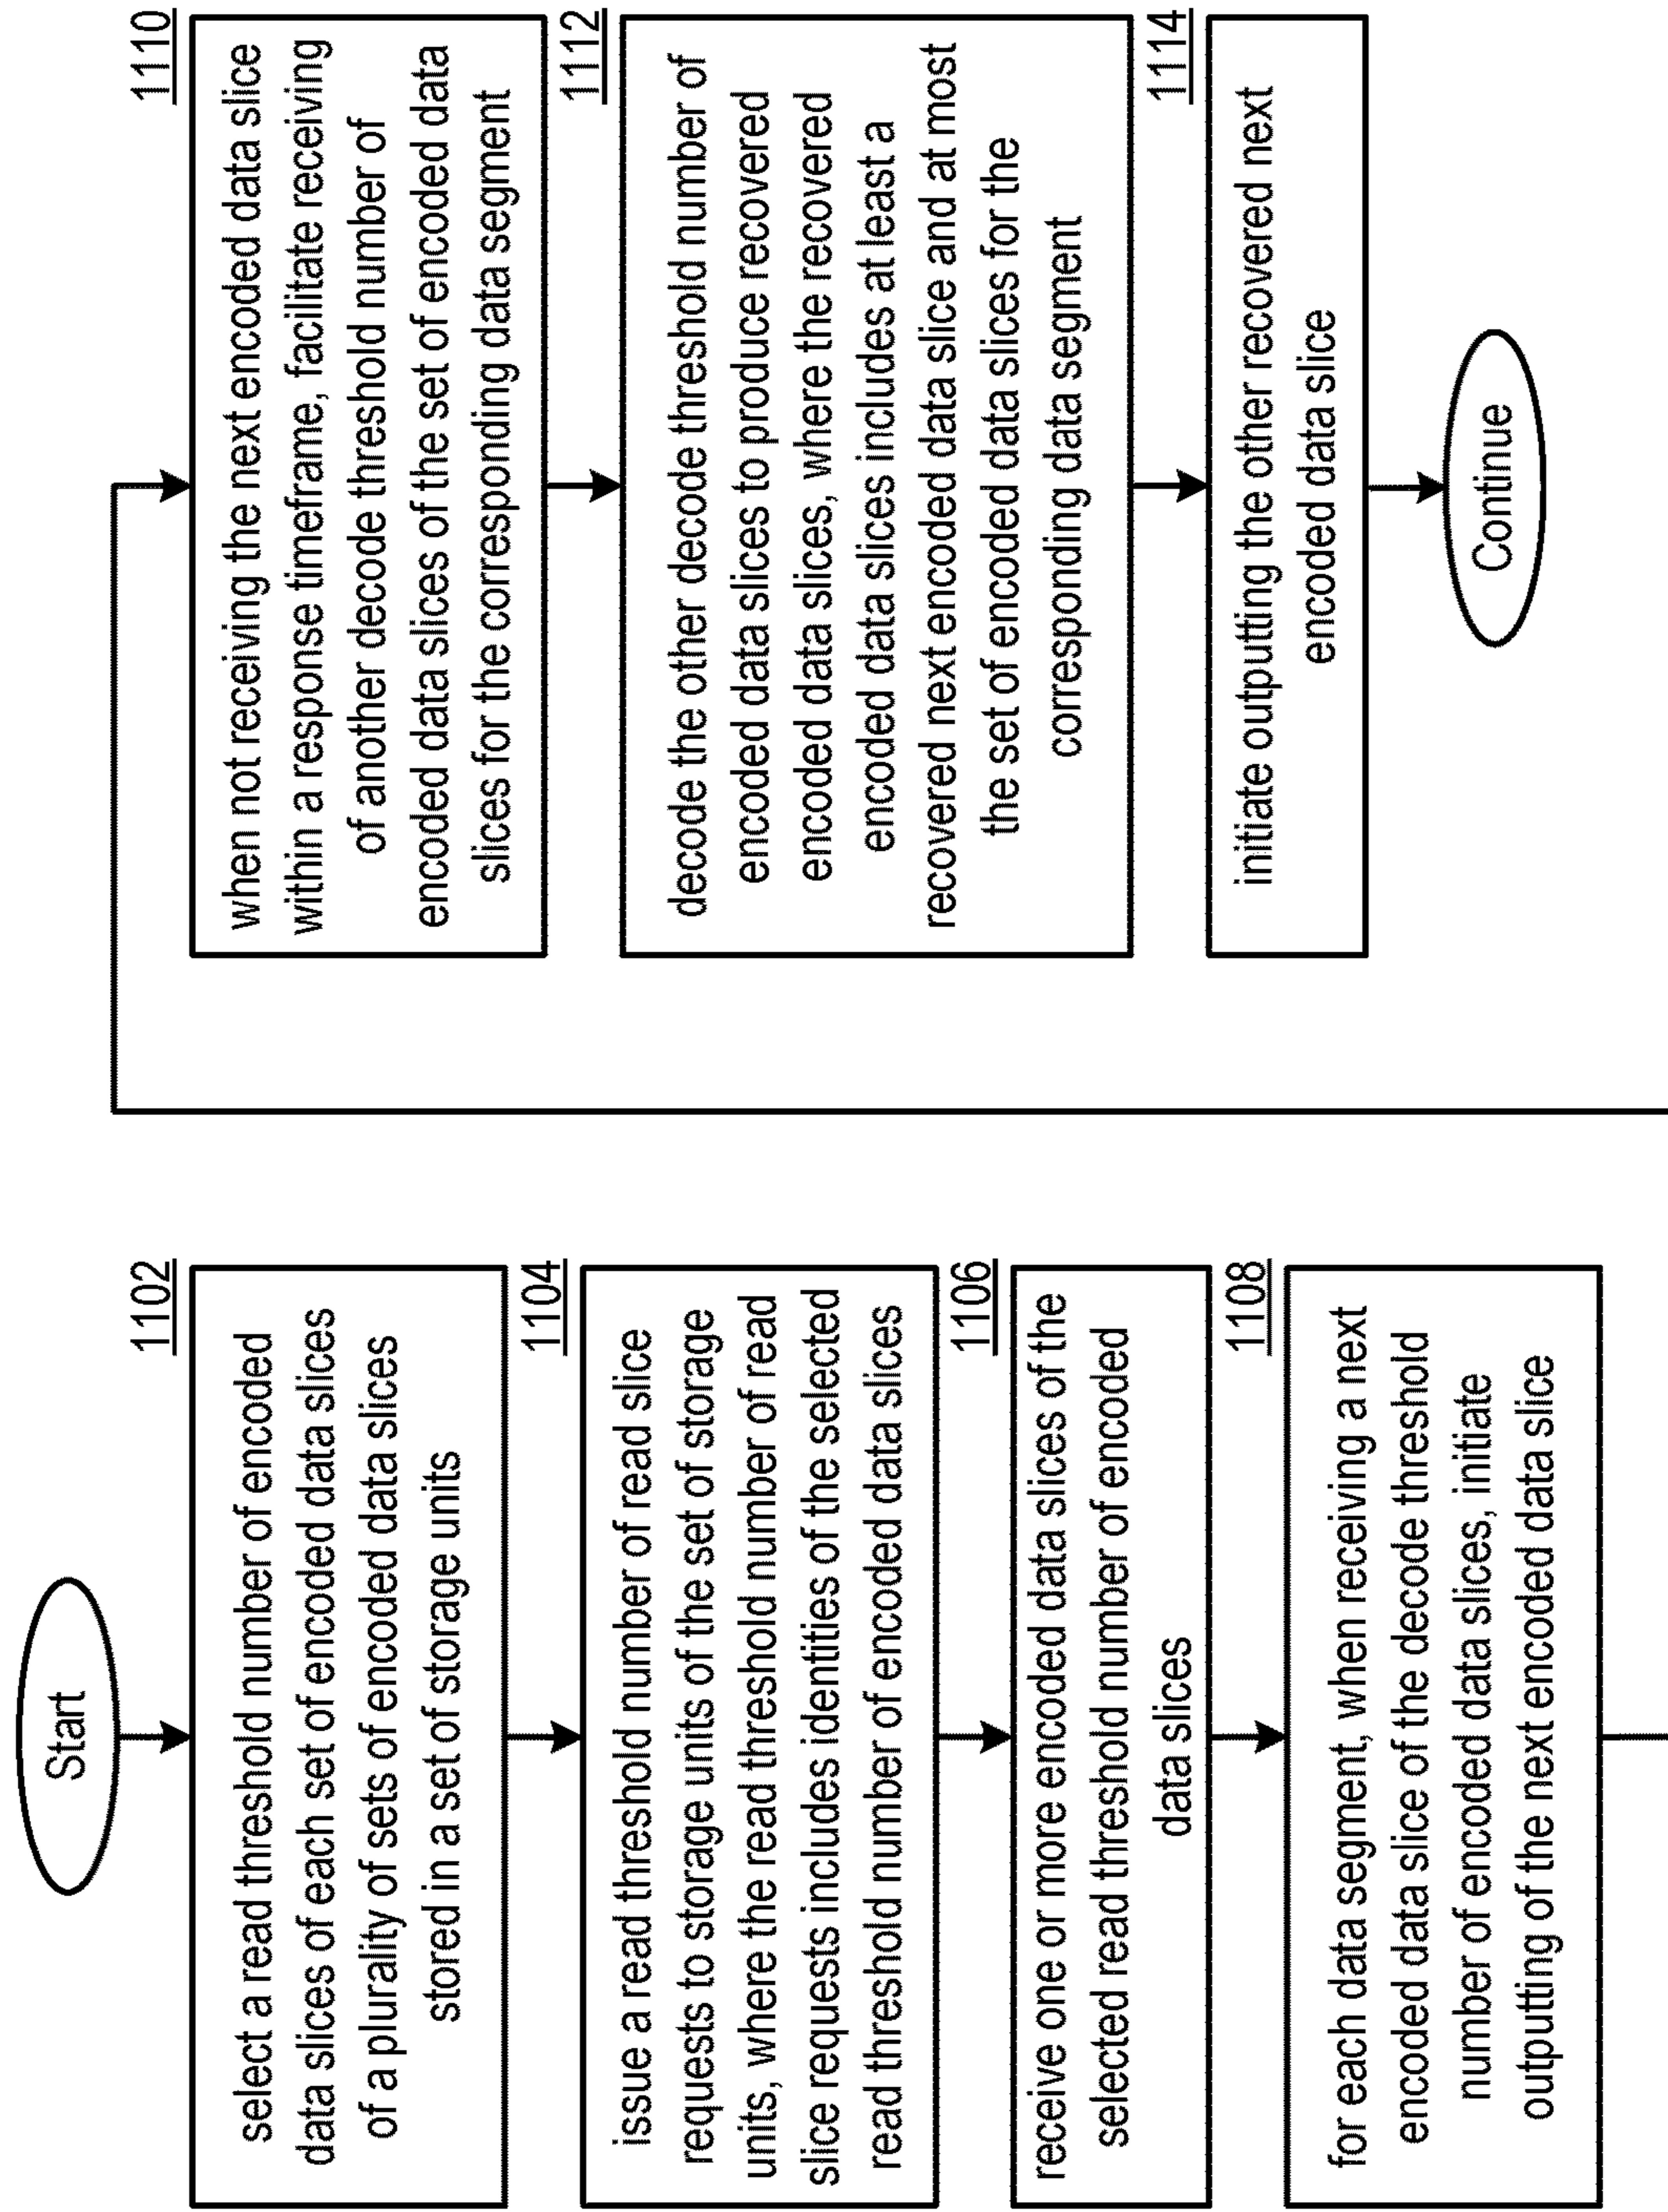 Start
1102
select a read threshold number of encoded
data slices of each set of encoded data slices
of a plurality of sets of encoded data slices
stored in a set of storage units
1104
issue a read threshold number of read slice
requests to storage units of the set of storage
units, where the read threshold number of read
slice requests includes identities of the selected
read threshold number of encoded data slices
1106
receive one or more encoded data slices of the
selected read threshold number of encoded
data slices
1108
for each data segment, when receiving a next
encoded data slice of the decode threshold
number of encoded data slices, initiate
outputting of the next encoded data slice
1110
when not receiving the next encoded data slice
within a response timeframe, facilitate receiving
of another decode threshold number of
encoded data slices of the set of encoded data
slices for the corresponding data segment
1112
decode the other decode threshold number of
encoded data slices to produce recovered
encoded data slices, where the recovered
encoded data slices includes at least a
recovered next encoded data slice and at most
the set of encoded data slices for the
corresponding data segment
1114
initiate outputting the other recovered next
encoded data slice
Continue